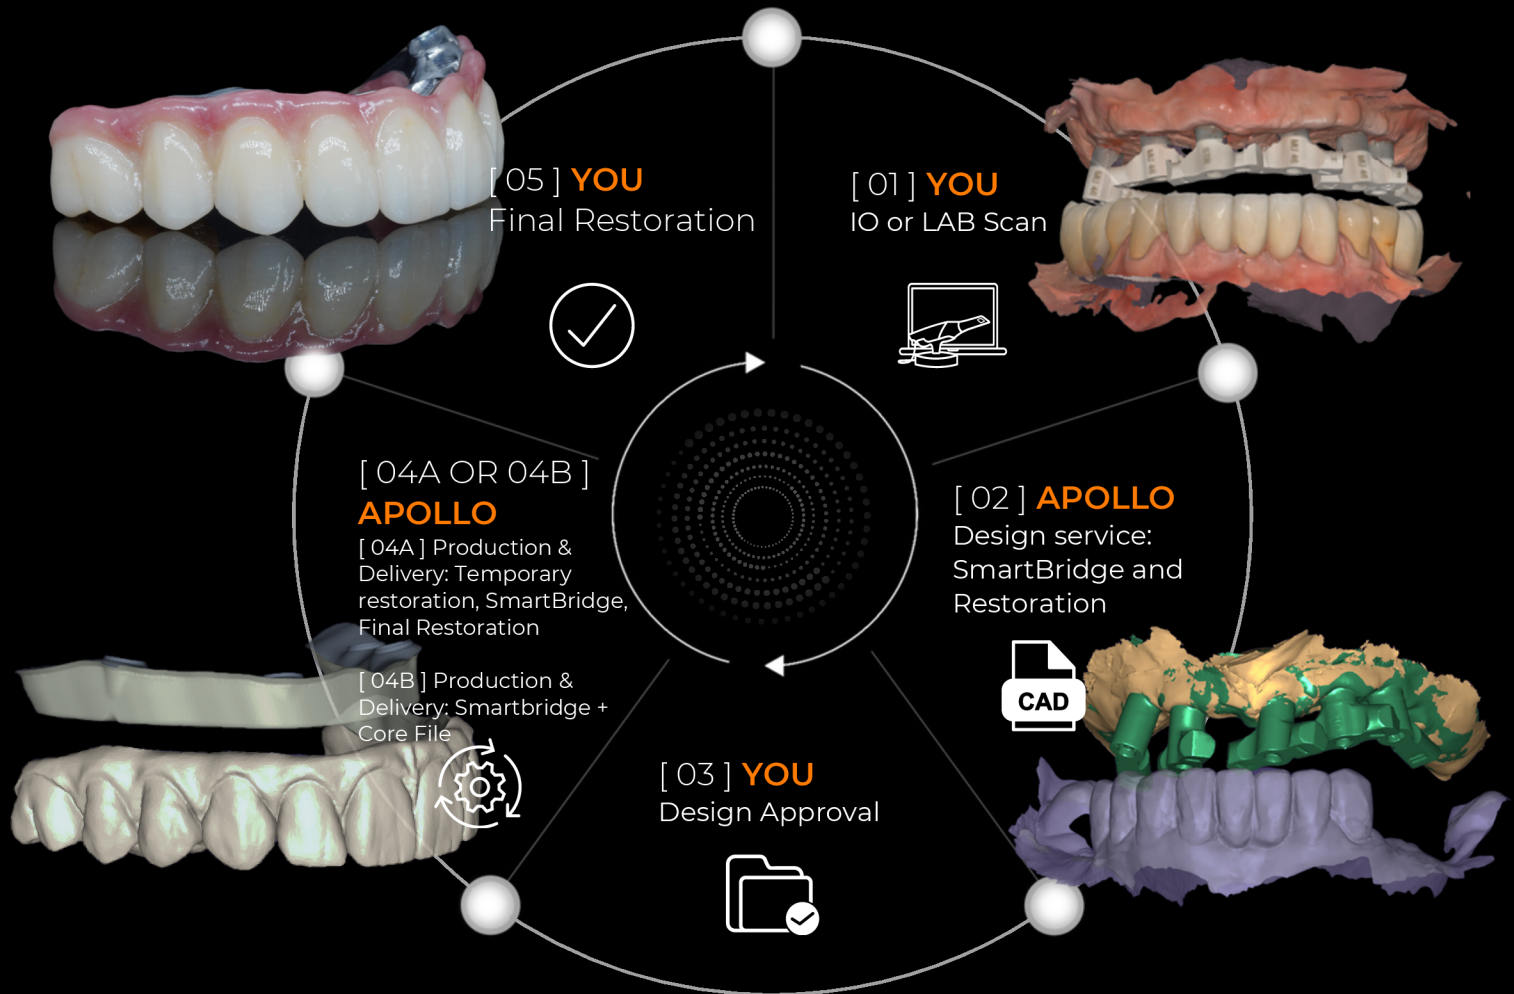 [ 01 ] YOU
IO or LAB Scan
[ 02 ] APOLLO
Design service:
SmartBridge and
Restoration
CAD
[ 03 ] YOU
Design Approval
[ 04A OR 04B ]
APOLLO
[ 04A ] Production &
Delivery: Temporary
restoration, SmartBridge,
Final Restoration
[ 04B ] Production &
Delivery: Smartbridge +
Core File
[ 05 ] YOU
Final Restoration